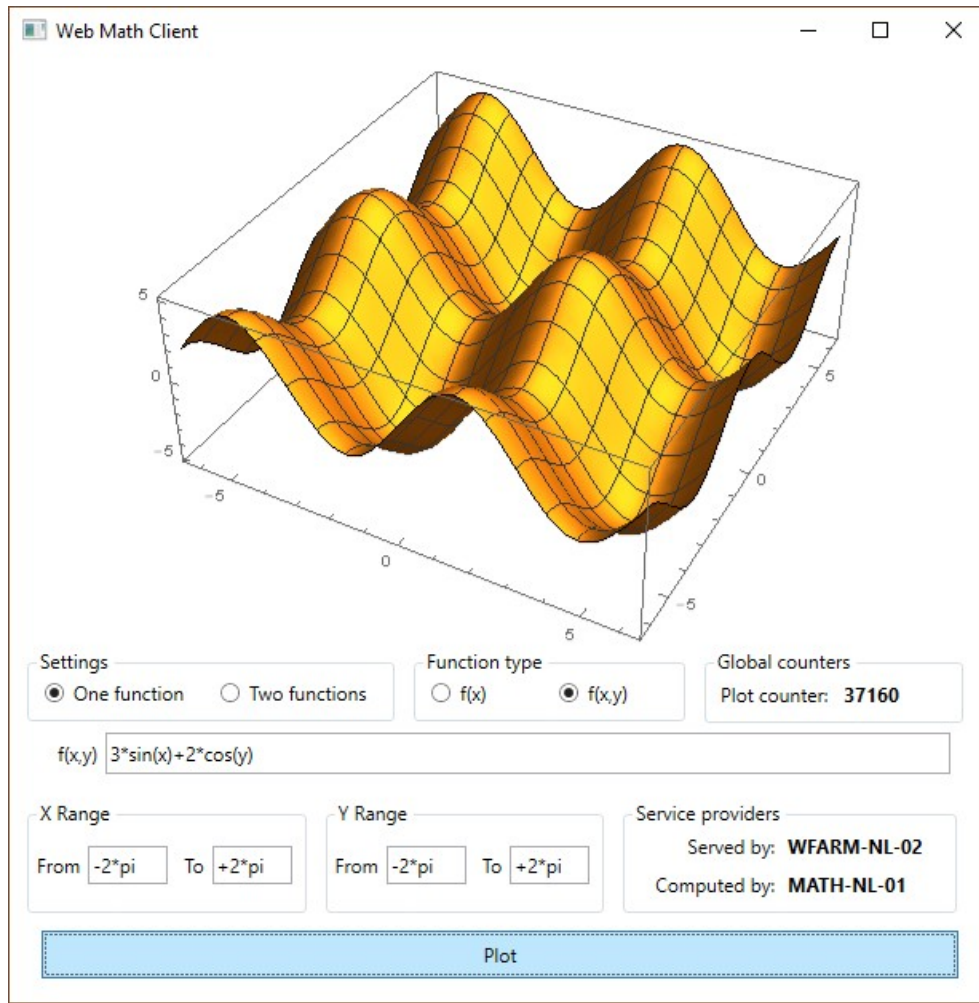 Web Math Client
5
0
-5
-5
0
5
-5
0
5
Settings
One function Two functions
Function type
f(x) f(x,y)
Global counters
Plot counter: 37160
f(x,y) 3*sin(x)+2*cos(y)
X Range
From -2*pi To +2*pi
Y Range
From -2*pi To +2*pi
Service providers
Served by: WFARM-NL-02
Computed by: MATH-NL-01
Plot